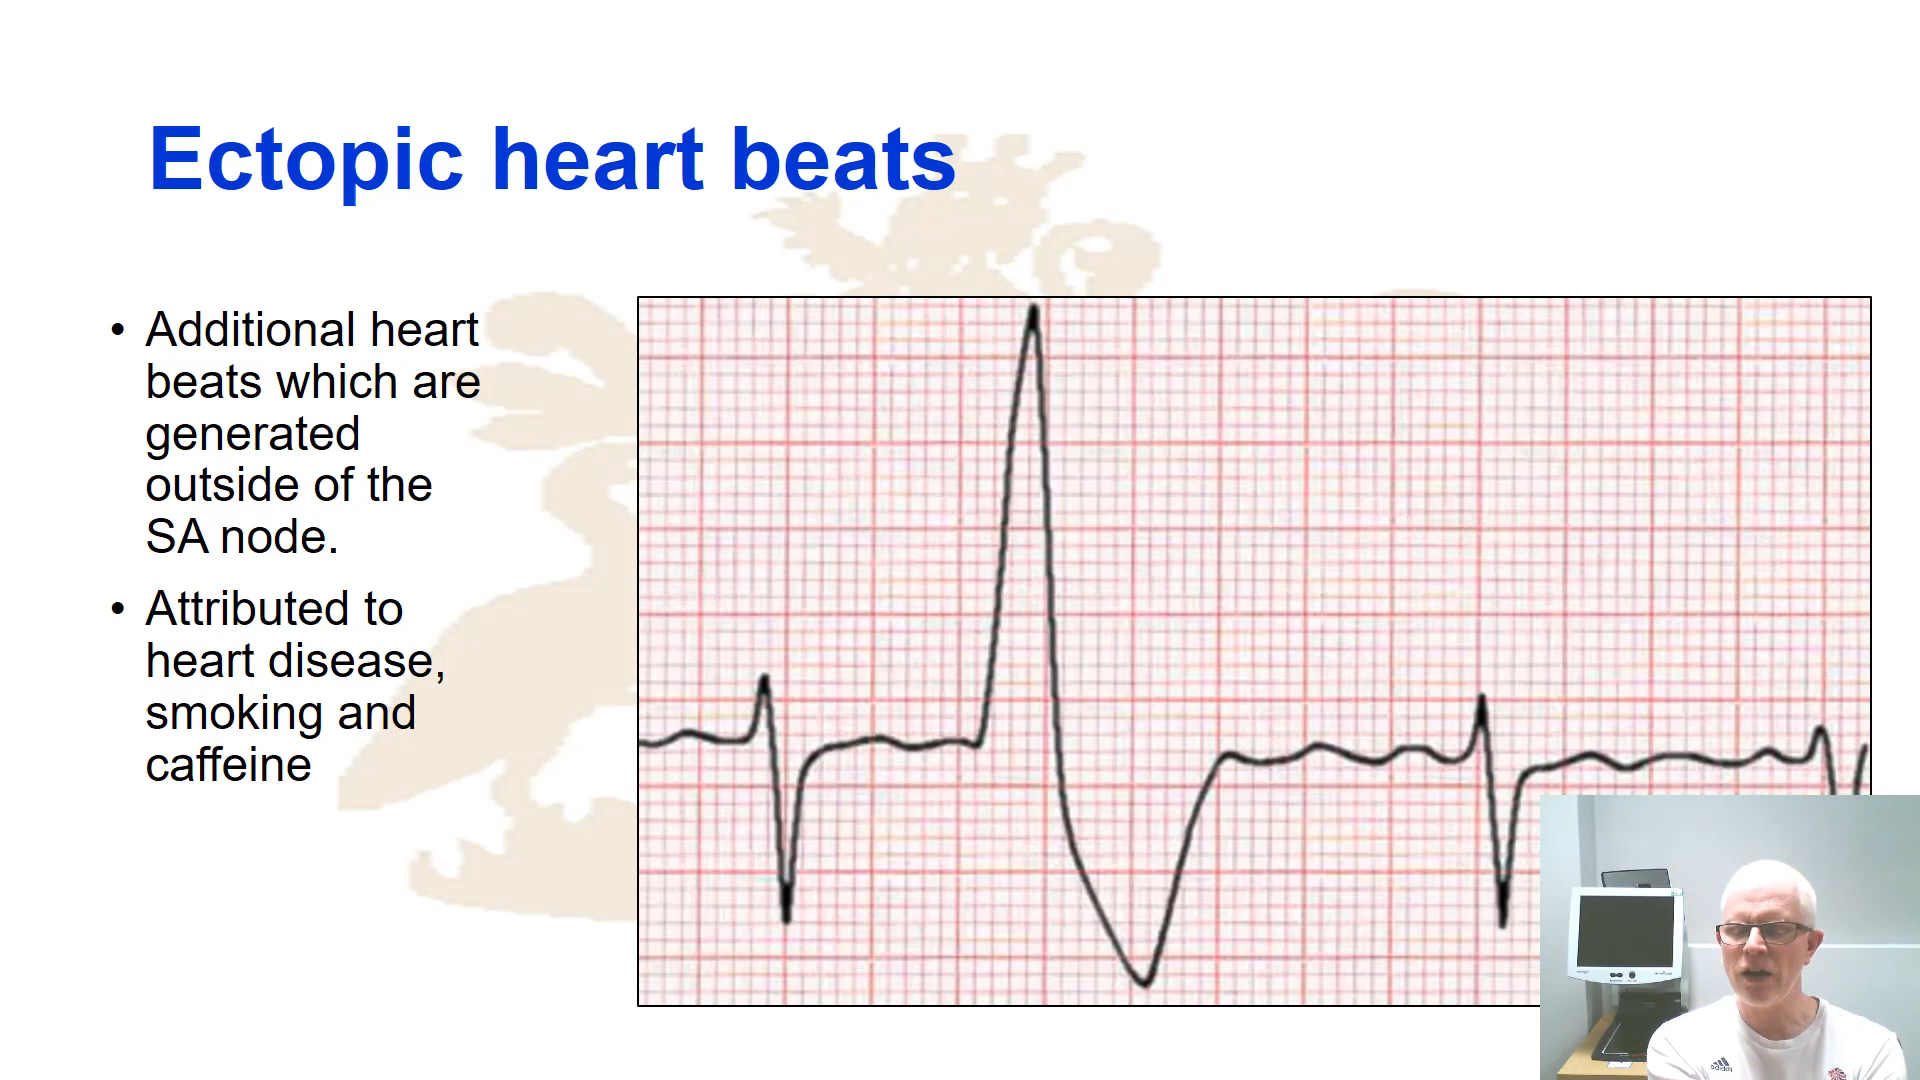 Ectopic heart beats
• Additional heart
beats which are
generated
outside of the
SA node.
• Attributed to
heart disease,
smoking and
caffeine
adidas